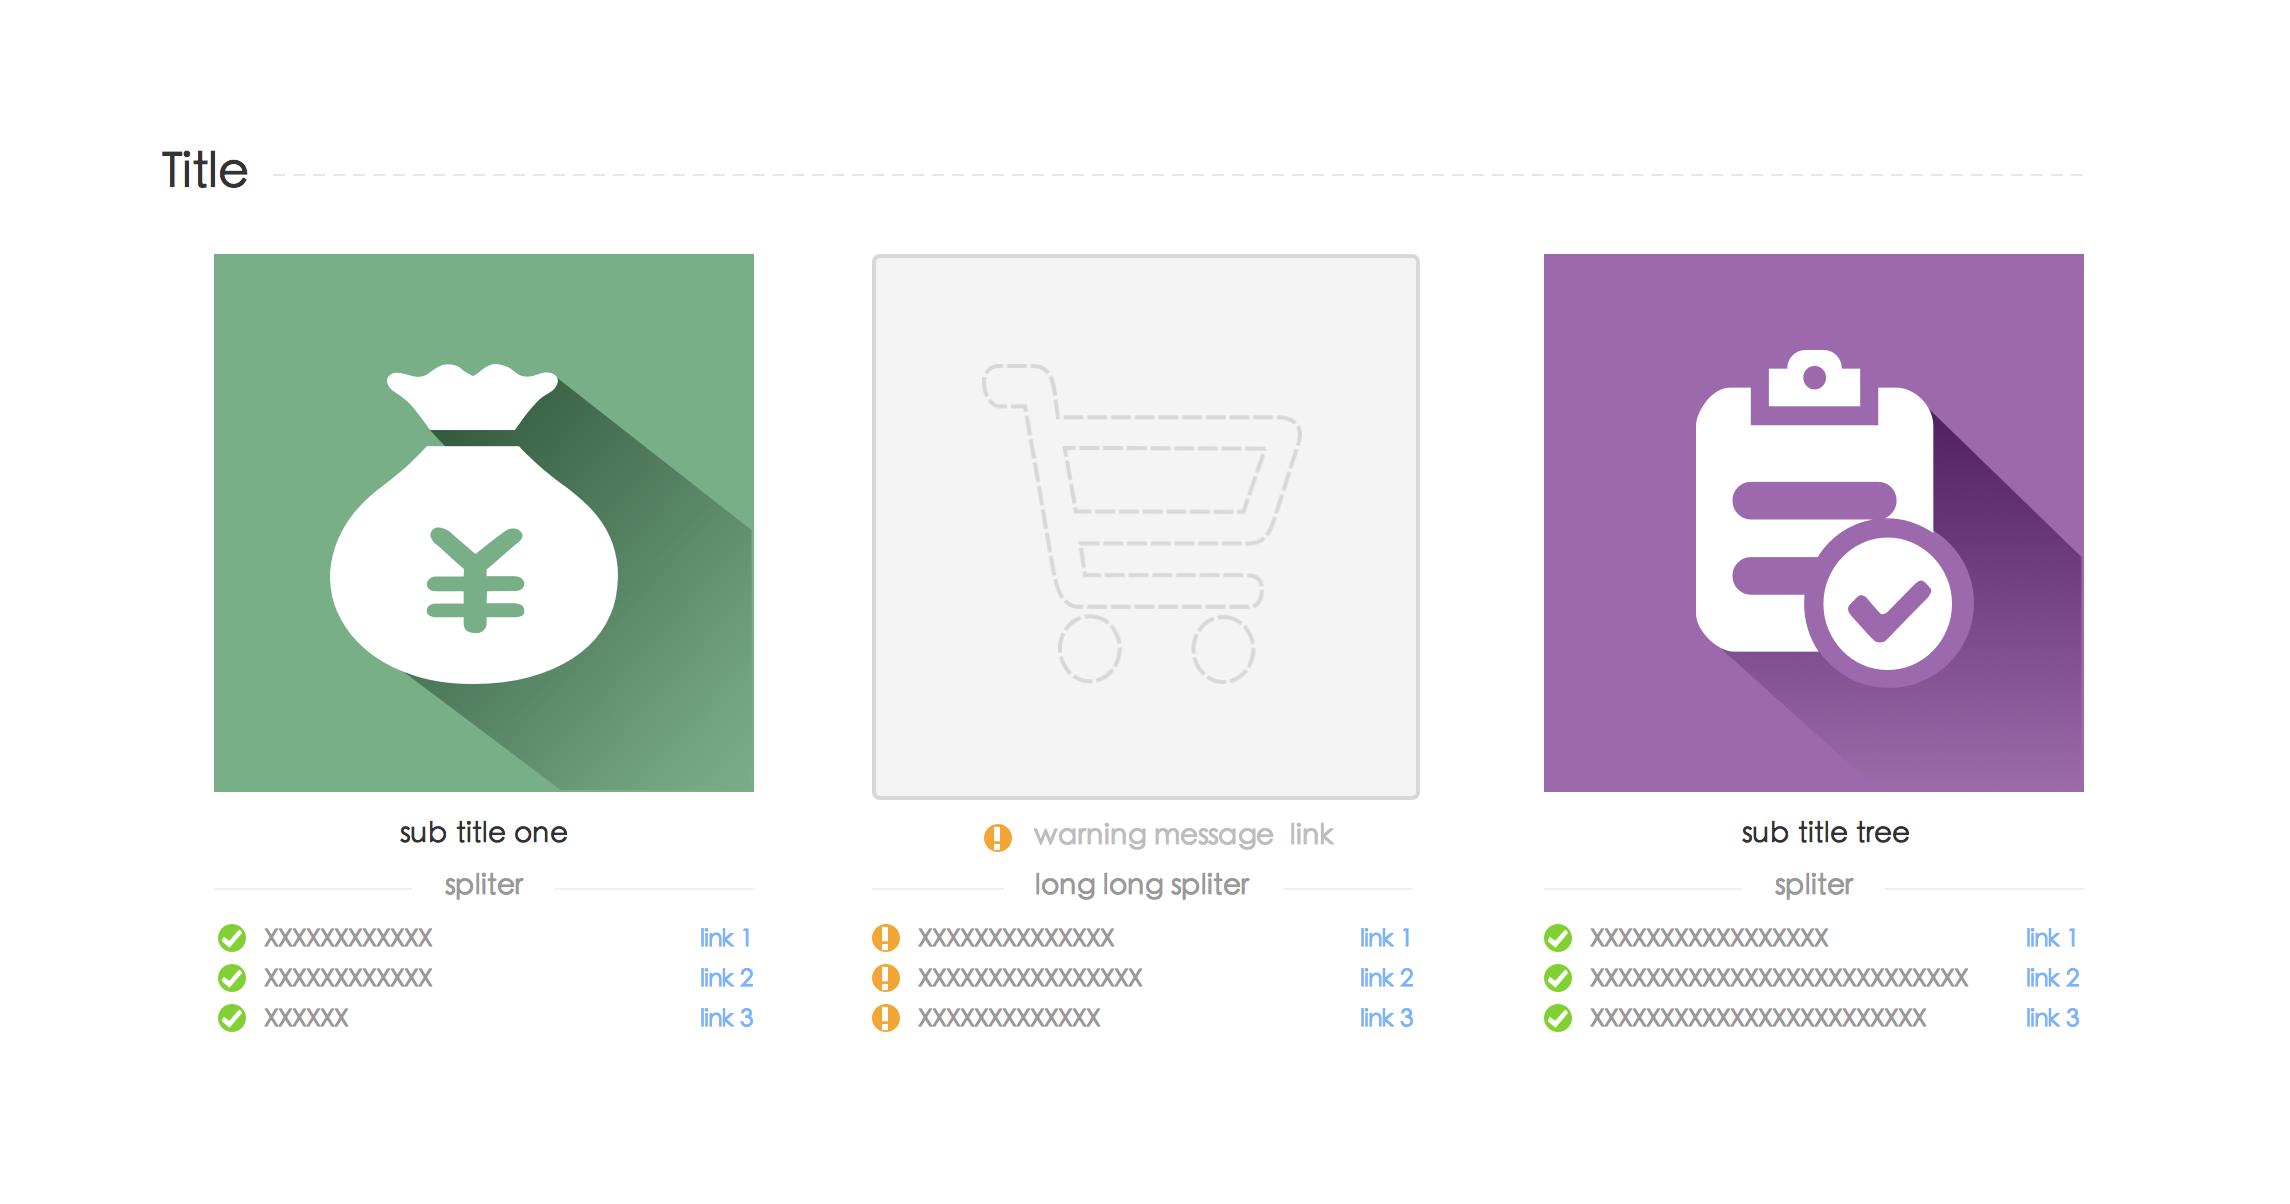 Title
sub title one
spliter
XXXXXXXXXXXX link 1
XXXXXXXXXXXX link 2
XXXXXX link 3
warning message link
long long spliter
XXXXXXXXXXXXXX link 1
XXXXXXXXXXXXXXXX link 2
XXXXXXXXXXXXX link 3
sub title tree
spliter
XXXXXXXXXXXXXXXXX link 1
XXXXXXXXXXXXXXXXXXXXXXXXXXX link 2
XXXXXXXXXXXXXXXXXXXXXXXX link 3